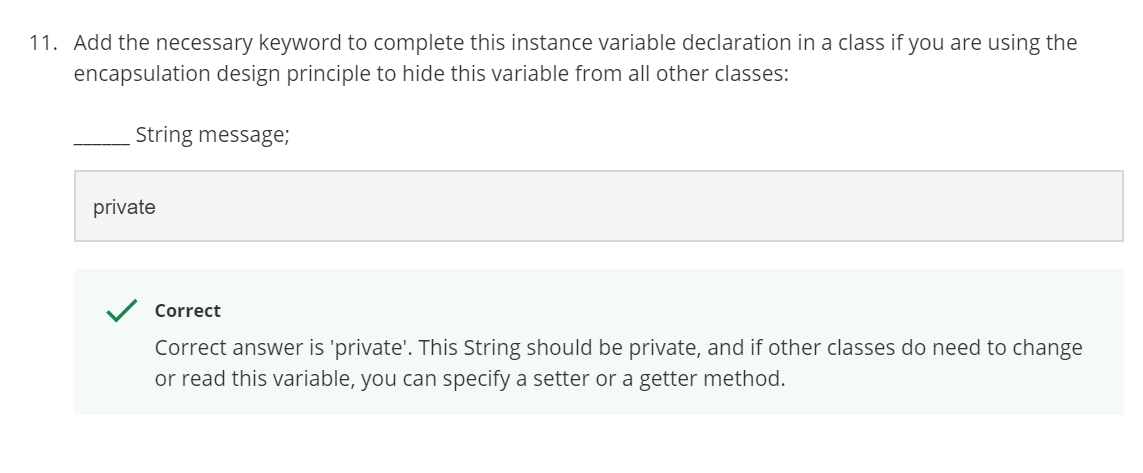 11. Add the necessary keyword to complete this instance variable declaration in a class if you are using the
encapsulation design principle to hide this variable from all other classes:
______ String message;
private
Correct
Correct answer is 'private'. This String should be private, and if other classes do need to change
or read this variable, you can specify a setter or a getter method.